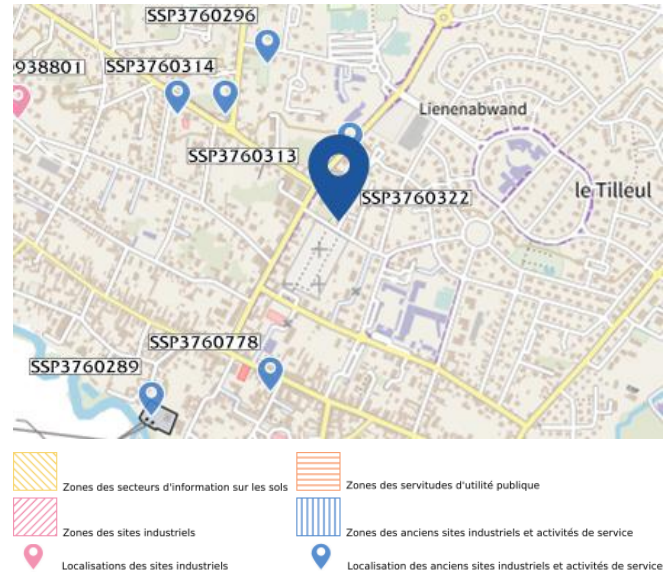 SSP3760296
938801
SSP3760314
Lienenabwand
SSP3760313
SSP3760322
le Tilleul
SSP3760778
SSP3760289
Zones des secteurs d'information sur les sols
Zones des servitudes d'utilité publique
Zones des sites industriels
Zones des anciens sites industriels et activités de service
Localisations des sites industriels
Localisation des anciens sites industriels et activités de service